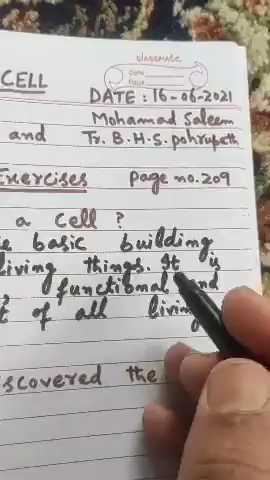 classmate
Date
Page
CELL
DATE : 16-06-2021
Mohamad Saleem
and Tr. B.H.S. pohrupeth
Exercises Page no.209
a cell ?
basic building
living things. It is
functional and
of all living
iscovered the